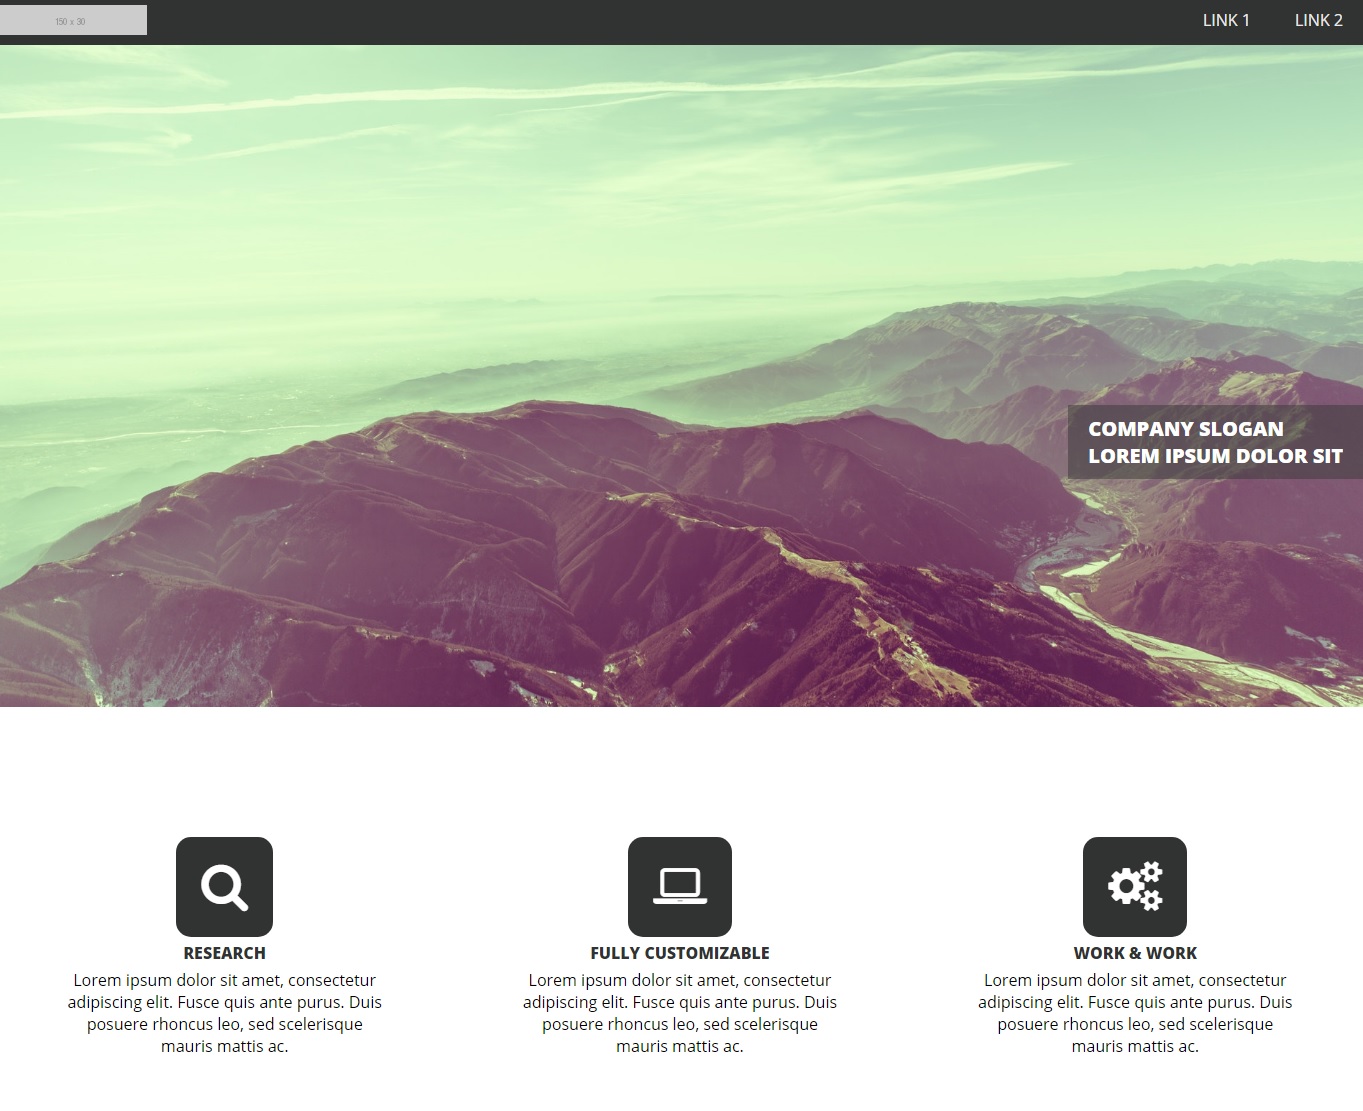 150 x 30
LINK 1
LINK 2
COMPANY SLOGAN
LOREM IPSUM DOLOR SIT
RESEARCH
Lorem ipsum dolor sit amet, consectetur
adipiscing elit. Fusce quis ante purus. Duis
posuere rhoncus leo, sed scelerisque
mauris mattis ac.
FULLY CUSTOMIZABLE
Lorem ipsum dolor sit amet, consectetur
adipiscing elit. Fusce quis ante purus. Duis
posuere rhoncus leo, sed scelerisque
mauris mattis ac.
WORK & WORK
Lorem ipsum dolor sit amet, consectetur
adipiscing elit. Fusce quis ante purus. Duis
posuere rhoncus leo, sed scelerisque
mauris mattis ac.